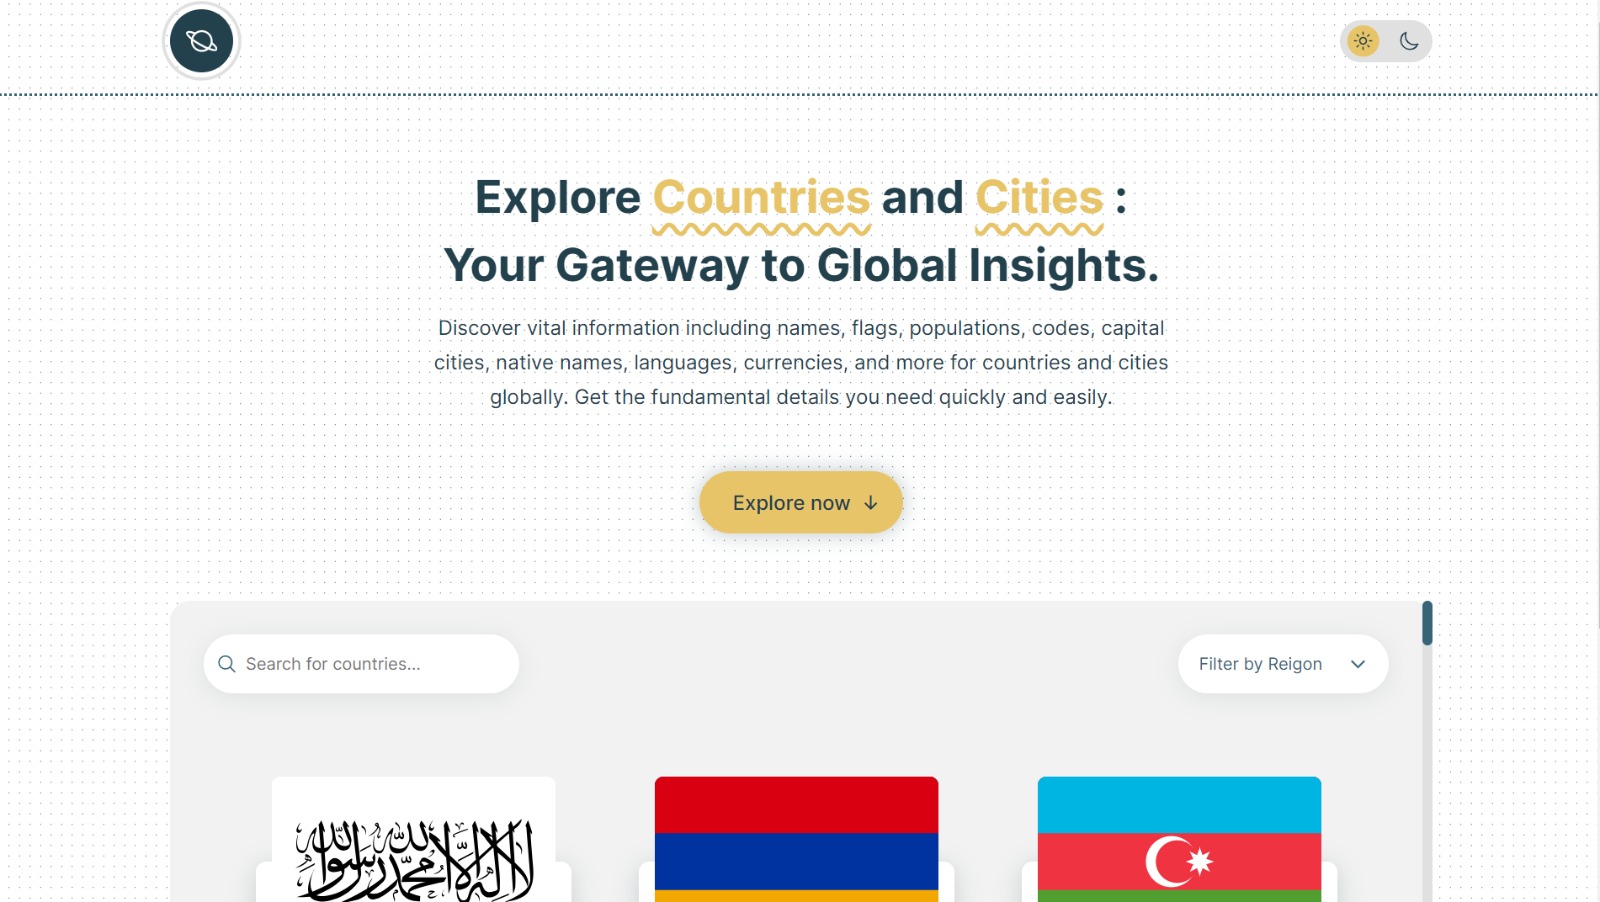 Explore Countries and Cities :
Your Gateway to Global Insights.
Discover vital information including names, flags, populations, codes, capital
cities, native names, languages, currencies, and more for countries and cities
globally. Get the fundamental details you need quickly and easily.
Explore now
Search for countries...
Filter by Reigon
لا إله إلا الله محمد رسول الله